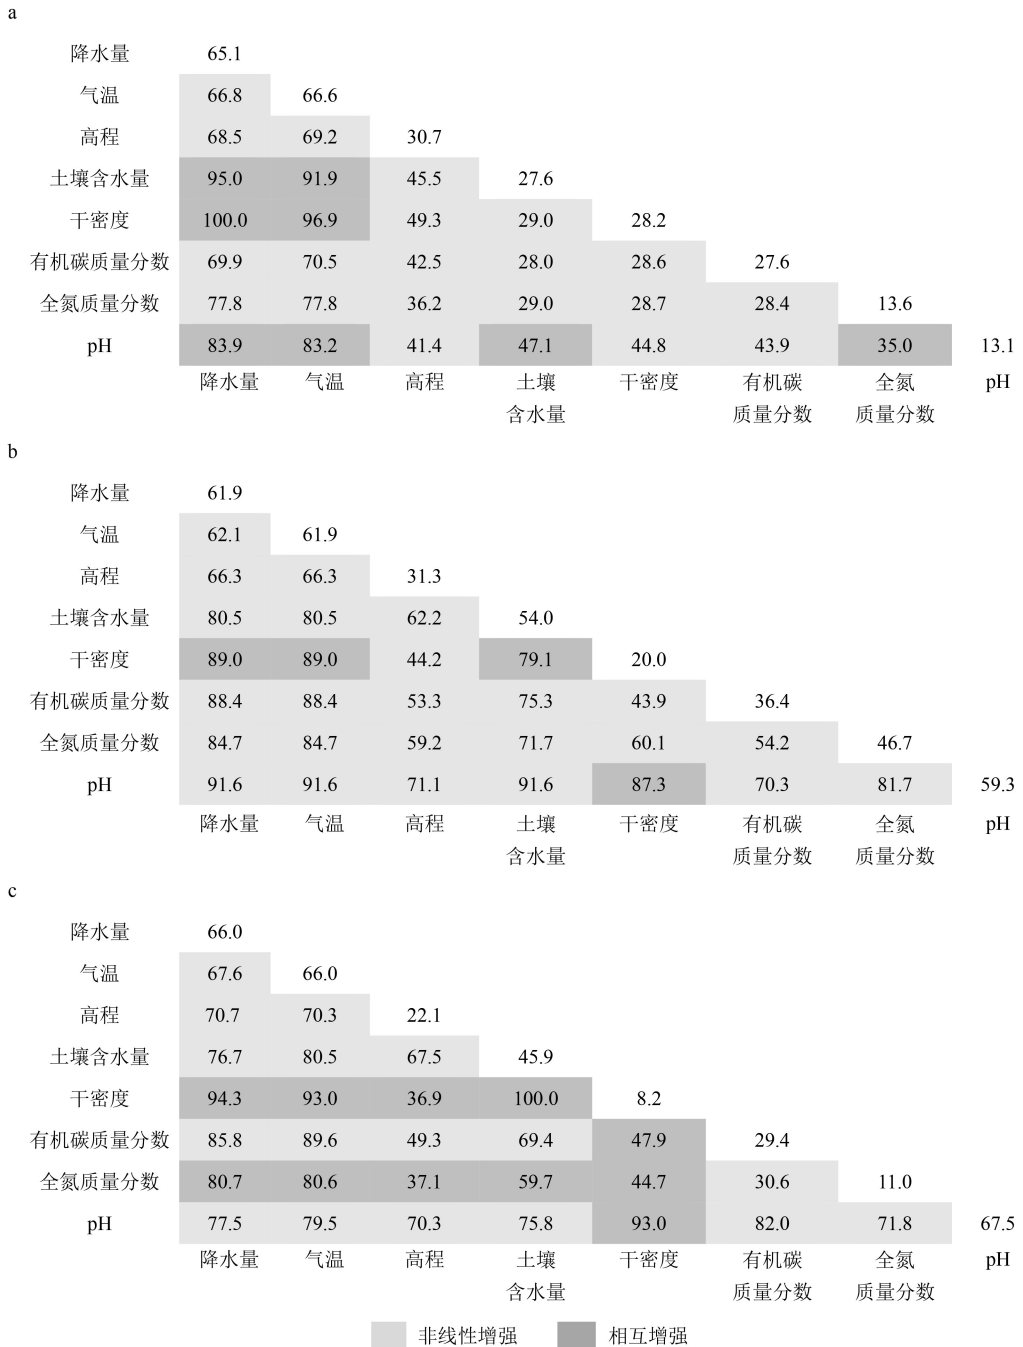 a
降水量 65.1
气温 66.8 66.6
高程 68.5 69.2 30.7
土壤含水量 95.0 91.9 45.5 27.6
干密度 100.0 96.9 49.3 29.0 28.2
有机碳质量分数 69.9 70.5 42.5 28.0 28.6 27.6
全氮质量分数 77.8 77.8 36.2 29.0 28.7 28.4 13.6
pH 83.9 83.2 41.4 47.1 44.8 43.9 35.0 13.1
降水量 气温 高程 土壤 干密度 有机碳 全氮 pH
含水量 质量分数 质量分数
b
降水量 61.9
气温 62.1 61.9
高程 66.3 66.3 31.3
土壤含水量 80.5 80.5 62.2 54.0
干密度 89.0 89.0 44.2 79.1 20.0
有机碳质量分数 88.4 88.4 53.3 75.3 43.9 36.4
全氮质量分数 84.7 84.7 59.2 71.7 60.1 54.2 46.7
pH 91.6 91.6 71.1 91.6 87.3 70.3 81.7 59.3
降水量 气温 高程 土壤 干密度 有机碳 全氮 pH
含水量 质量分数 质量分数
c
降水量 66.0
气温 67.6 66.0
高程 70.7 70.3 22.1
土壤含水量 76.7 80.5 67.5 45.9
干密度 94.3 93.0 36.9 100.0 8.2
有机碳质量分数 85.8 89.6 49.3 69.4 47.9 29.4
全氮质量分数 80.7 80.6 37.1 59.7 44.7 30.6 11.0
pH 77.5 79.5 70.3 75.8 93.0 82.0 71.8 67.5
降水量 气温 高程 土壤 干密度 有机碳 全氮 pH
含水量 质量分数 质量分数
非线性增强 相互增强